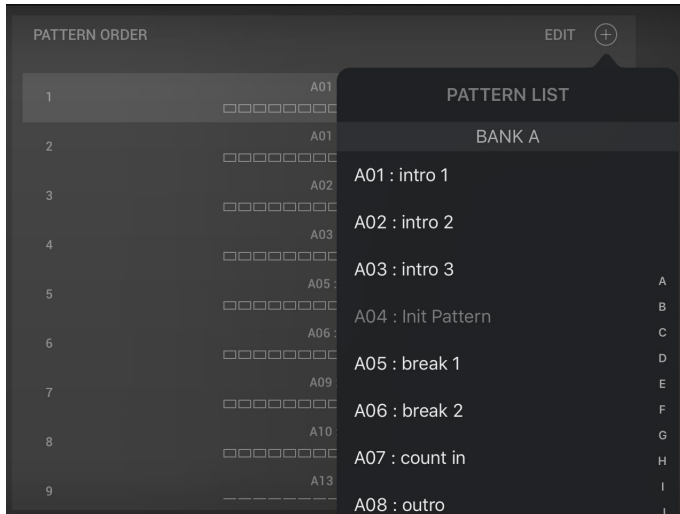 PATTERN ORDER
EDIT
1
A01
2
A01
3
A02
4
A03
5
A05 :
6
A06 :
7
A09
8
A10 :
9
A13
PATTERN LIST
BANK A
A01 : intro 1
A02 : intro 2
A03 : intro 3
A04 : Init Pattern
A05 : break 1
A06 : break 2
A07 : count in
A08 : outro
A
B
C
D
E
F
G
H
I